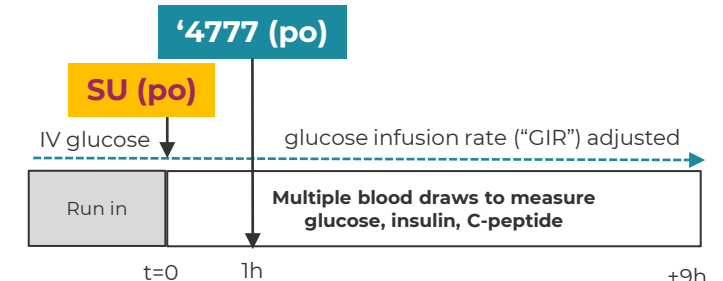 ‘4777 (po)
SU (po)
IV glucose
glucose infusion rate (“GIR”) adjusted
Run in
Multiple blood draws to measure
glucose, insulin, C-peptide
t=0
1h
+9h